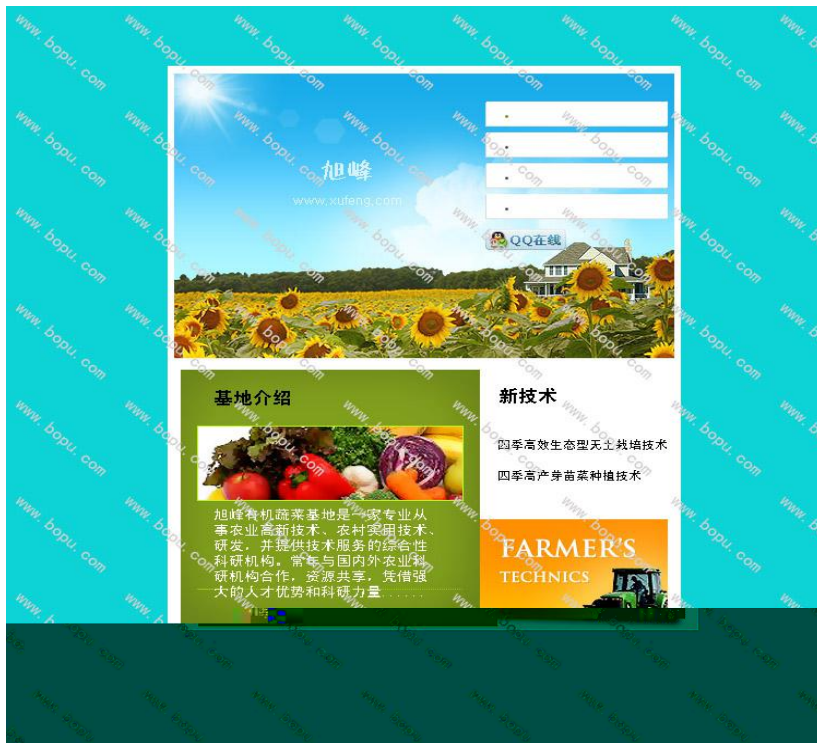 旭峰
www.xufeng.com
QQ在线
基地介绍
旭峰有机蔬菜基地是一家专业从
事农业高新技术、农村实用技术、
研发，并提供技术服务的综合性
科研机构。常年与国内外农业科
研机构合作，资源共享，凭借强
大的人才优势和科研力量......
新技术
四季高效生态型无土栽培技术
四季高产芽苗菜种植技术
FARMER'S
TECHNICS
www.bopu.com